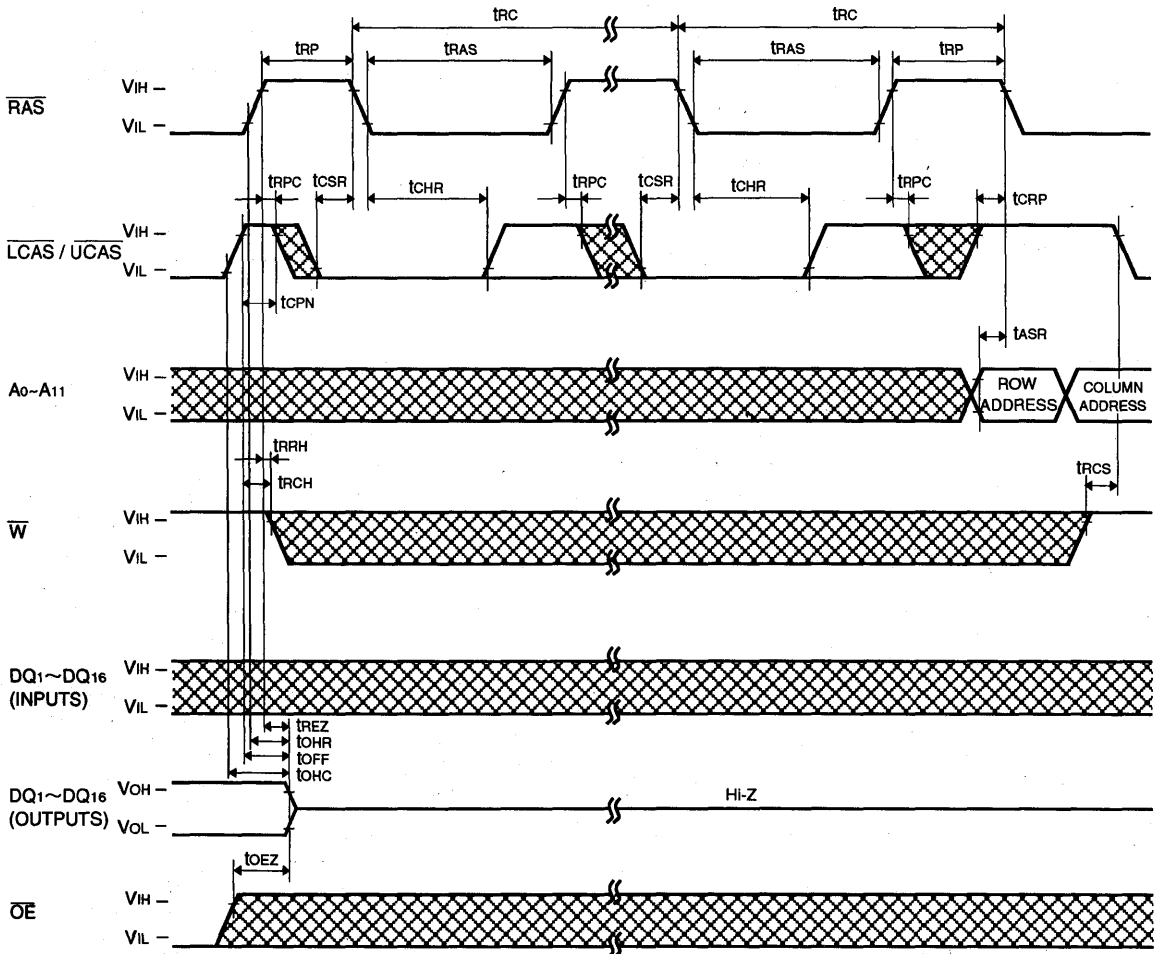 tRC tRC
tRP tRAS tRAS tRP
RAS
VIH
VIL
tRPC tCSR tCHR tRPC tCSR tCHR tRPC tCRP
LCAS / UCAS
VIH
VIL
tCPN
tASR
A0~A11
VIH
VIL
ROW ADDRESS
COLUMN ADDRESS
tRRH
tRCH
tRCS
W
VIH
VIL
DQ1~DQ16
(INPUTS)
VIH
VIL
tREZ
tOHR
tOFF
tOHC
DQ1~DQ16
(OUTPUTS)
VOH
VOL
Hi-Z
tOEZ
OE
VIH
VIL